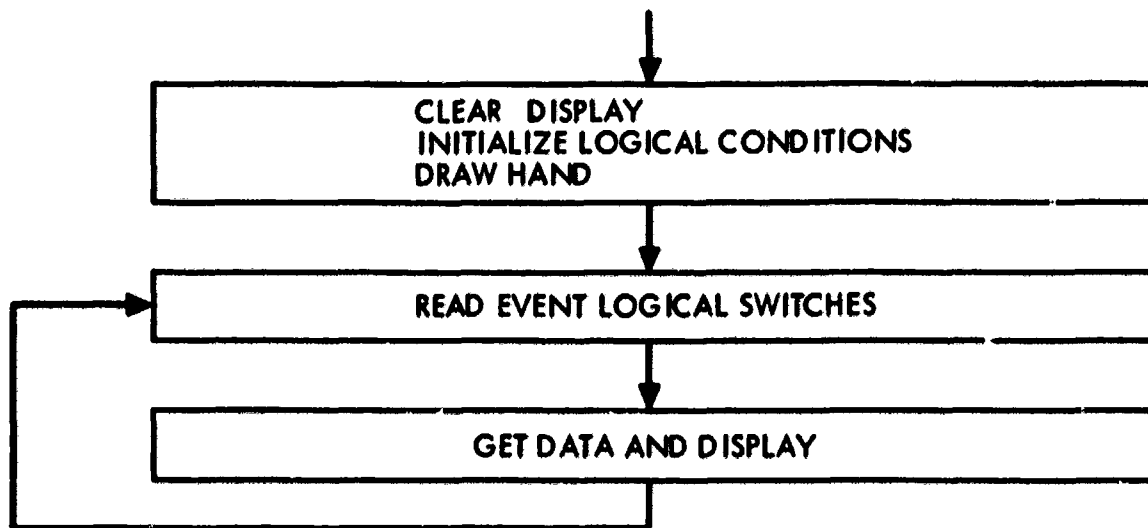 CLEAR DISPLAY
INITIALIZE LOGICAL CONDITIONS
DRAW HAND
READ EVENT LOGICAL SWITCHES
GET DATA AND DISPLAY